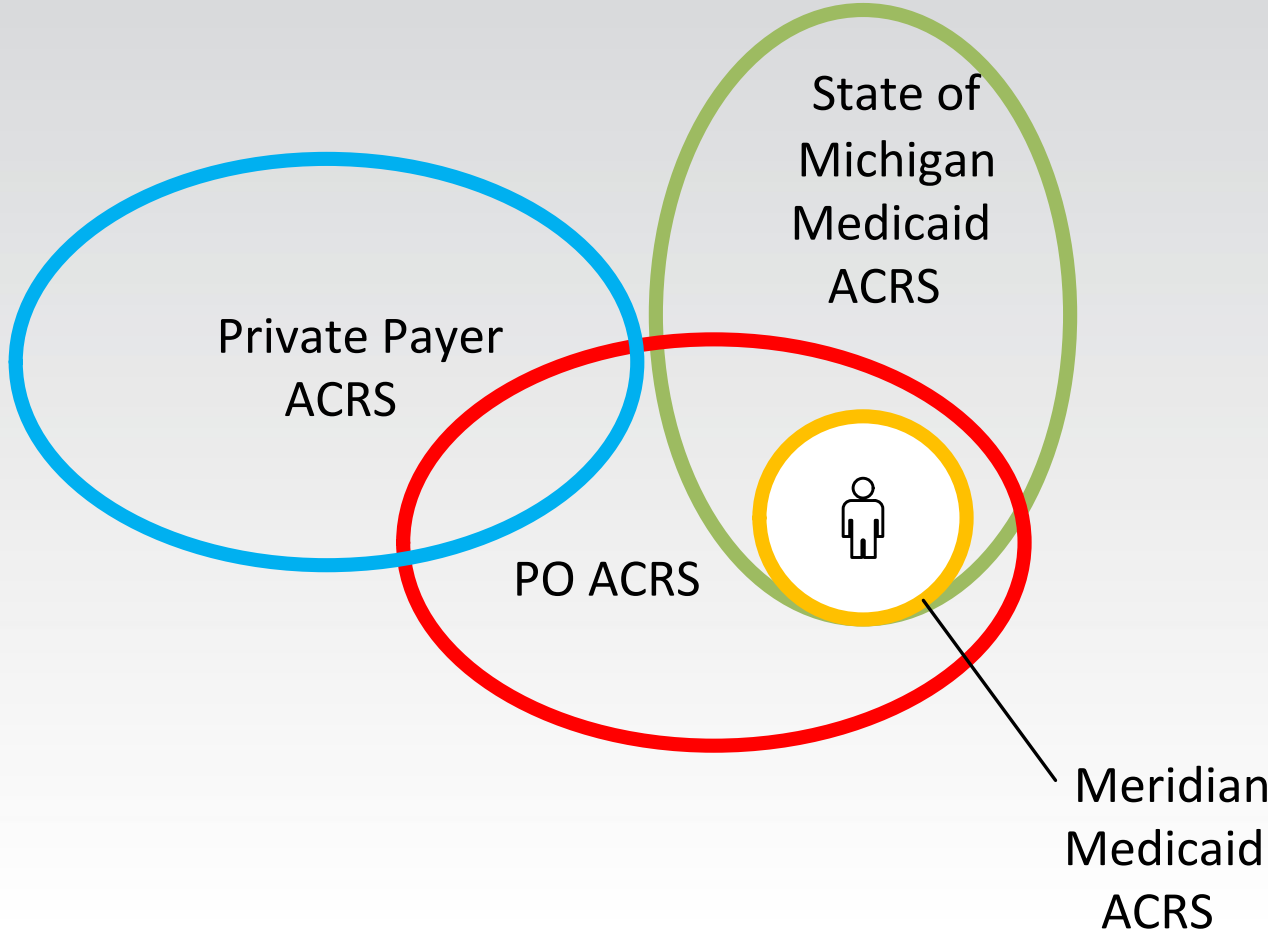 State of
Michigan
Medicaid
ACRS
Private Payer
ACRS
PO ACRS
Meridian
Medicaid
ACRS